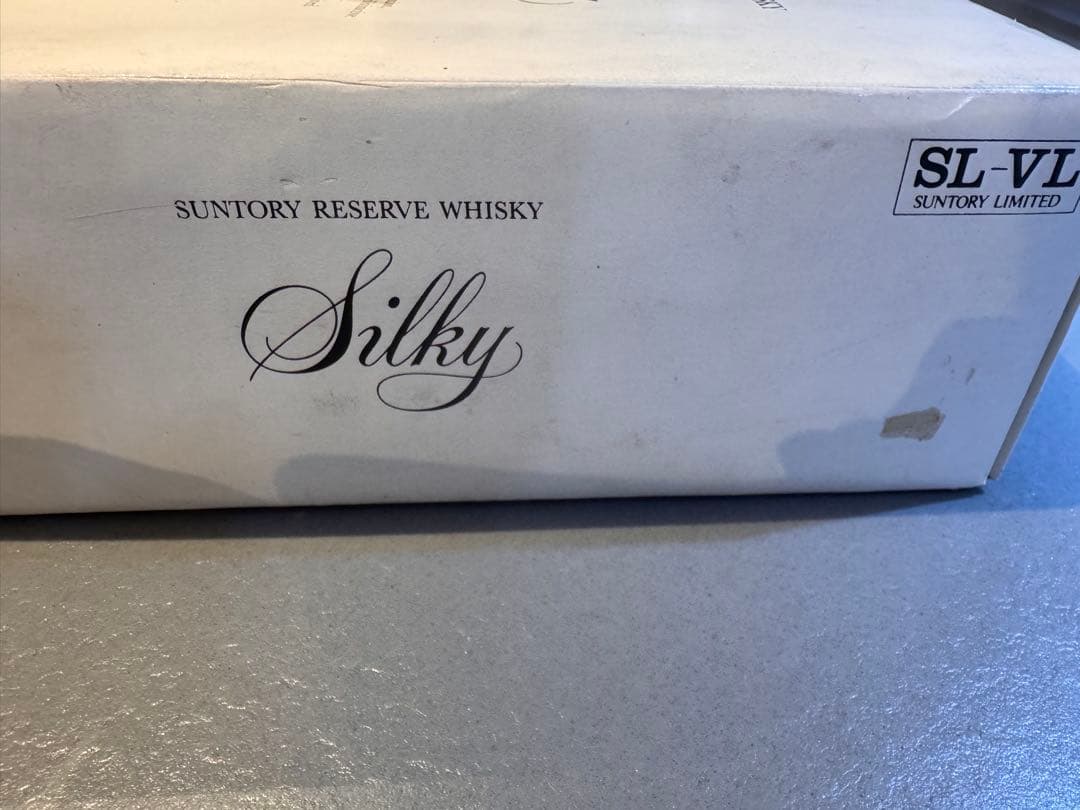 SUNTORY RESERVE WHISKY
Silky
SL-VL
SUNTORY LIMITED